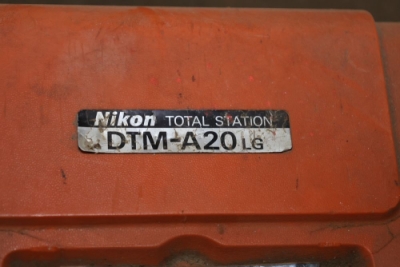 Nikon TOTAL STATION
DTM-A20 LG